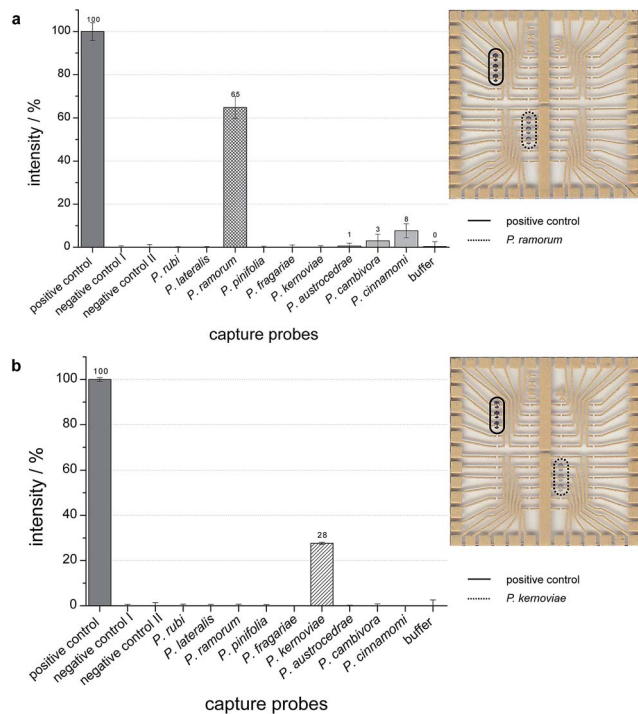 a
100
80
60
40
20
0
intensity / %
100
65
1
3
8
0
positive control
negative control I
negative control II
P. rubi
P. lateralis
P. ramorum
P. pinifolia
P. fragariae
P. kernoviae
P. austrocedrae
P. cambivora
P. cinnamomi
buffer
capture probes
positive control
P. ramorum
b
100
80
60
40
20
0
intensity / %
100
28
positive control
negative control I
negative control II
P. rubi
P. lateralis
P. ramorum
P. pinifolia
P. fragariae
P. kernoviae
P. austrocedrae
P. cambivora
P. cinnamomi
buffer
capture probes
positive control
P. kernoviae